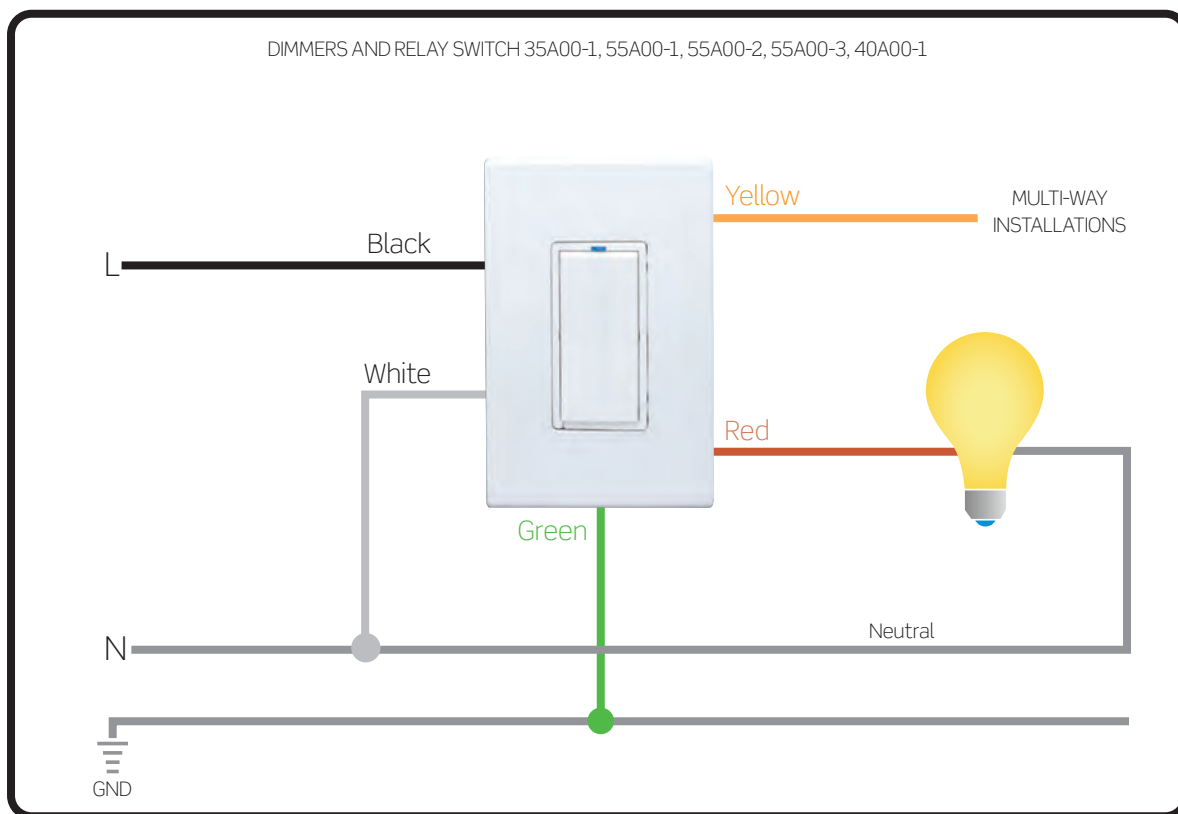 DIMMERS AND RELAY SWITCH 35A00-1, 55A00-1, 55A00-2, 55A00-3, 40A00-1
Yellow
MULTI-WAY
INSTALLATIONS
Black
L
White
Red
Green
Neutral
N
GND